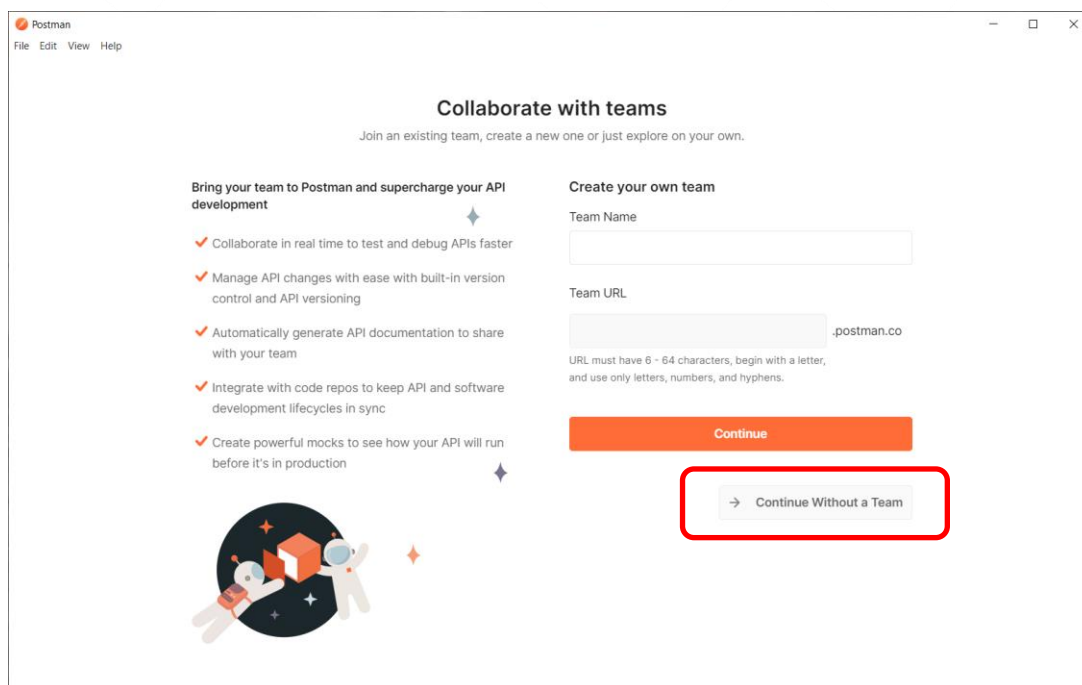 Postman
File Edit View Help
Collaborate with teams
Join an existing team, create a new one or just explore on your own.
Bring your team to Postman and supercharge your API
development
Collaborate in real time to test and debug APIs faster
Manage API changes with ease with built-in version
control and API versioning
Automatically generate API documentation to share
with your team
Integrate with code repos to keep API and software
development lifecycles in sync
Create powerful mocks to see how your API will run
before it's in production
Create your own team
Team Name
Team URL
.postman.co
URL must have 6 - 64 characters, begin with a letter,
and use only letters, numbers, and hyphens.
Continue
Continue Without a Team